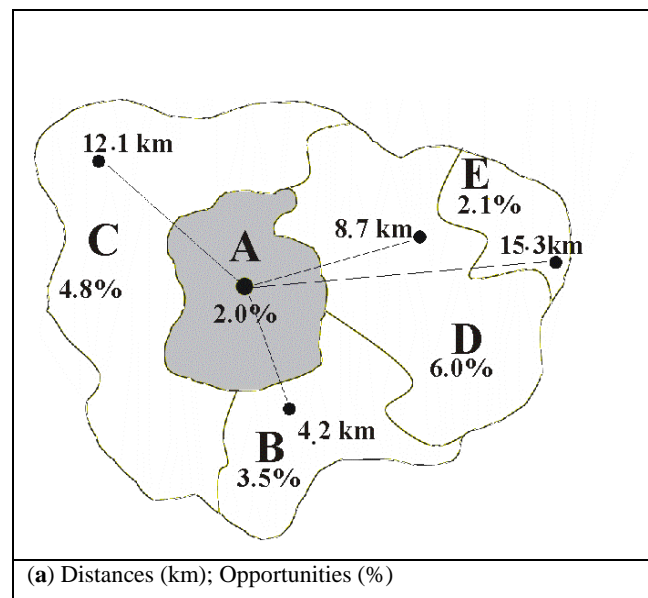 12·1 km
E
2.1%
C
A
8.7 km
15·3km
4.8%
2.0%
D
6.0%
4.2 km
B
3.5%
(a) Distances (km); Opportunities (%)